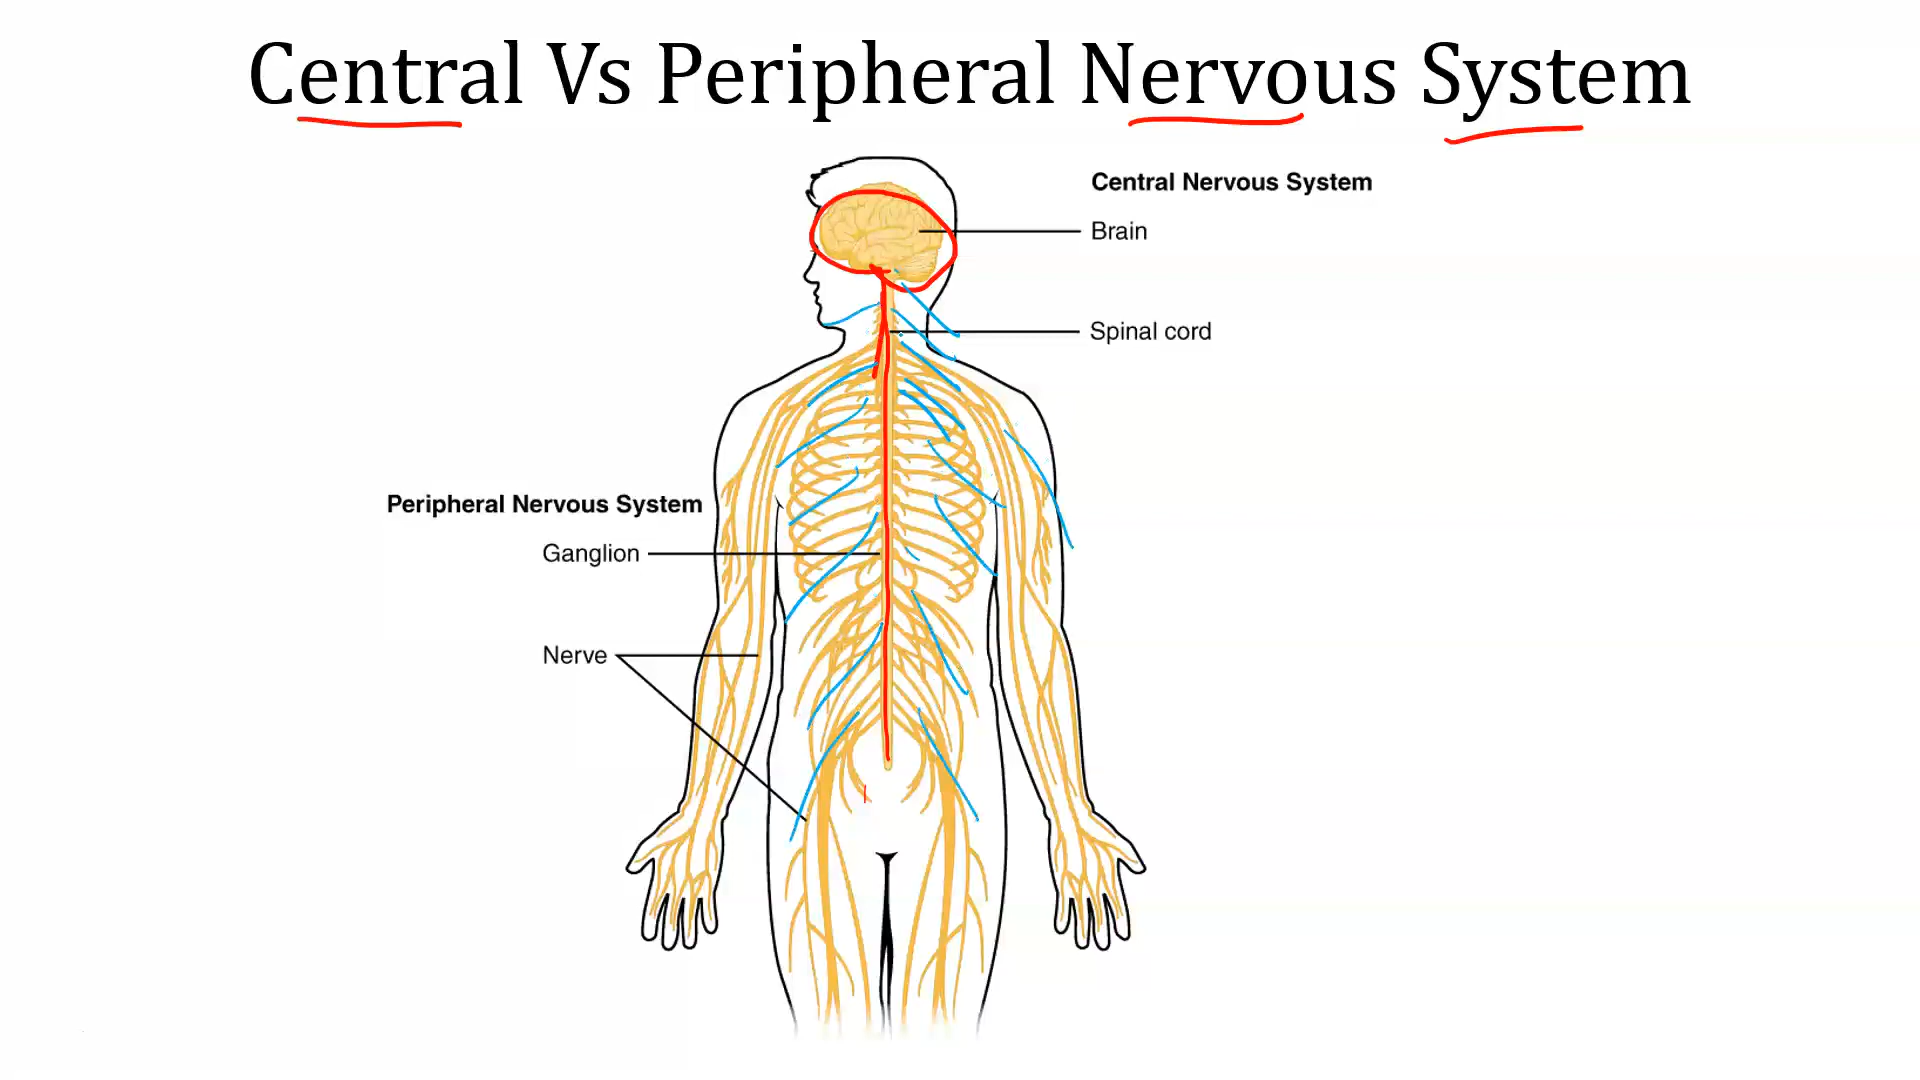 Central Vs Peripheral Nervous System
Central Nervous System
Brain
Spinal cord
Peripheral Nervous System
Ganglion
Nerve